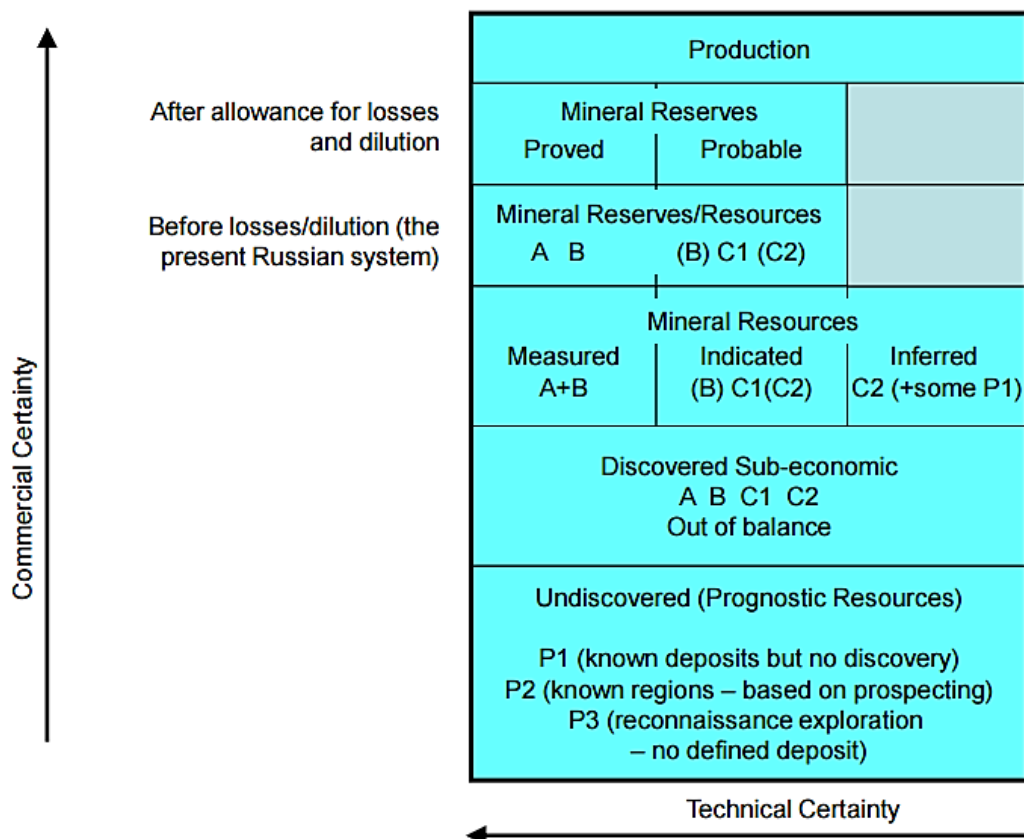 Production
After allowance for losses
and dilution
Mineral Reserves
Proved
Probable
Before losses/dilution (the
present Russian system)
Mineral Reserves/Resources
A B
(B) C1 (C2)
Mineral Resources
Measured
A+B
Indicated
(B) C1(C2)
Inferred
C2 (+some P1)
Commercial Certainty
Discovered Sub-economic
A B C1 C2
Out of balance
Undiscovered (Prognostic Resources)
P1 (known deposits but no discovery)
P2 (known regions – based on prospecting)
P3 (reconnaissance exploration
– no defined deposit)
Technical Certainty